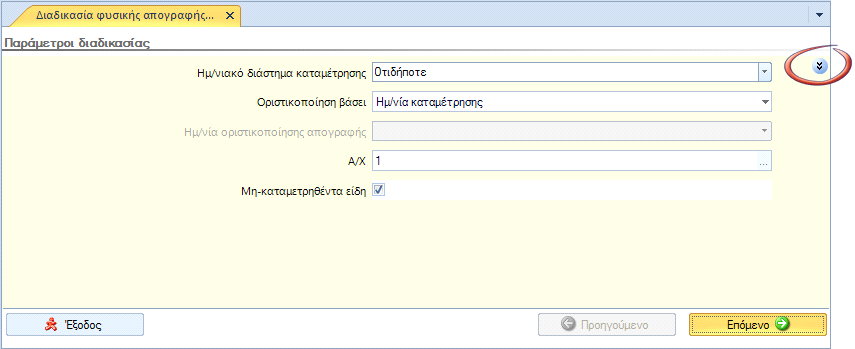 Διαδικασία φυσικής απογραφής...
Παράμετροι διαδικασίας
Ημ/νιακό διάστημα καταμέτρησης Οτιδήποτε
Οριστικοποίηση βάσει Ημ/νία καταμέτρησης
Ημ/νία οριστικοποίησης απογραφής
Α/Χ 1 ...
Μη-καταμετρηθέντα είδη
Έξοδος Προηγούμενο Επόμενο